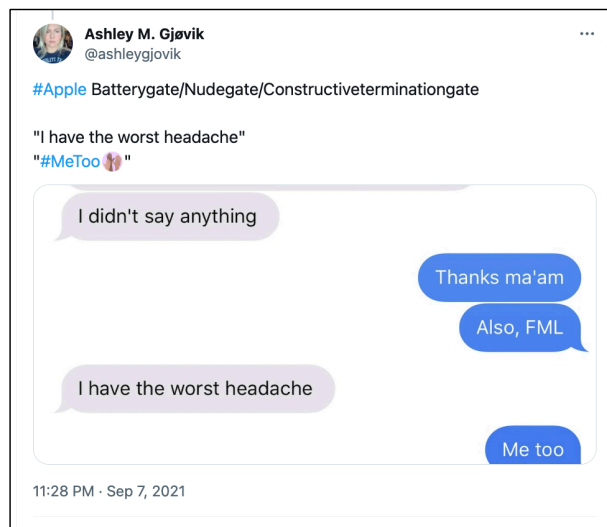 Ashley M. Gjøvik
@ashleygjovik
#Apple Batterygate/Nudegate/Constructiveterminationgate
"I have the worst headache"
"#MeToo🙌"
I didn't say anything
Thanks ma'am
Also, FML
I have the worst headache
Me too
11:28 PM · Sep 7, 2021